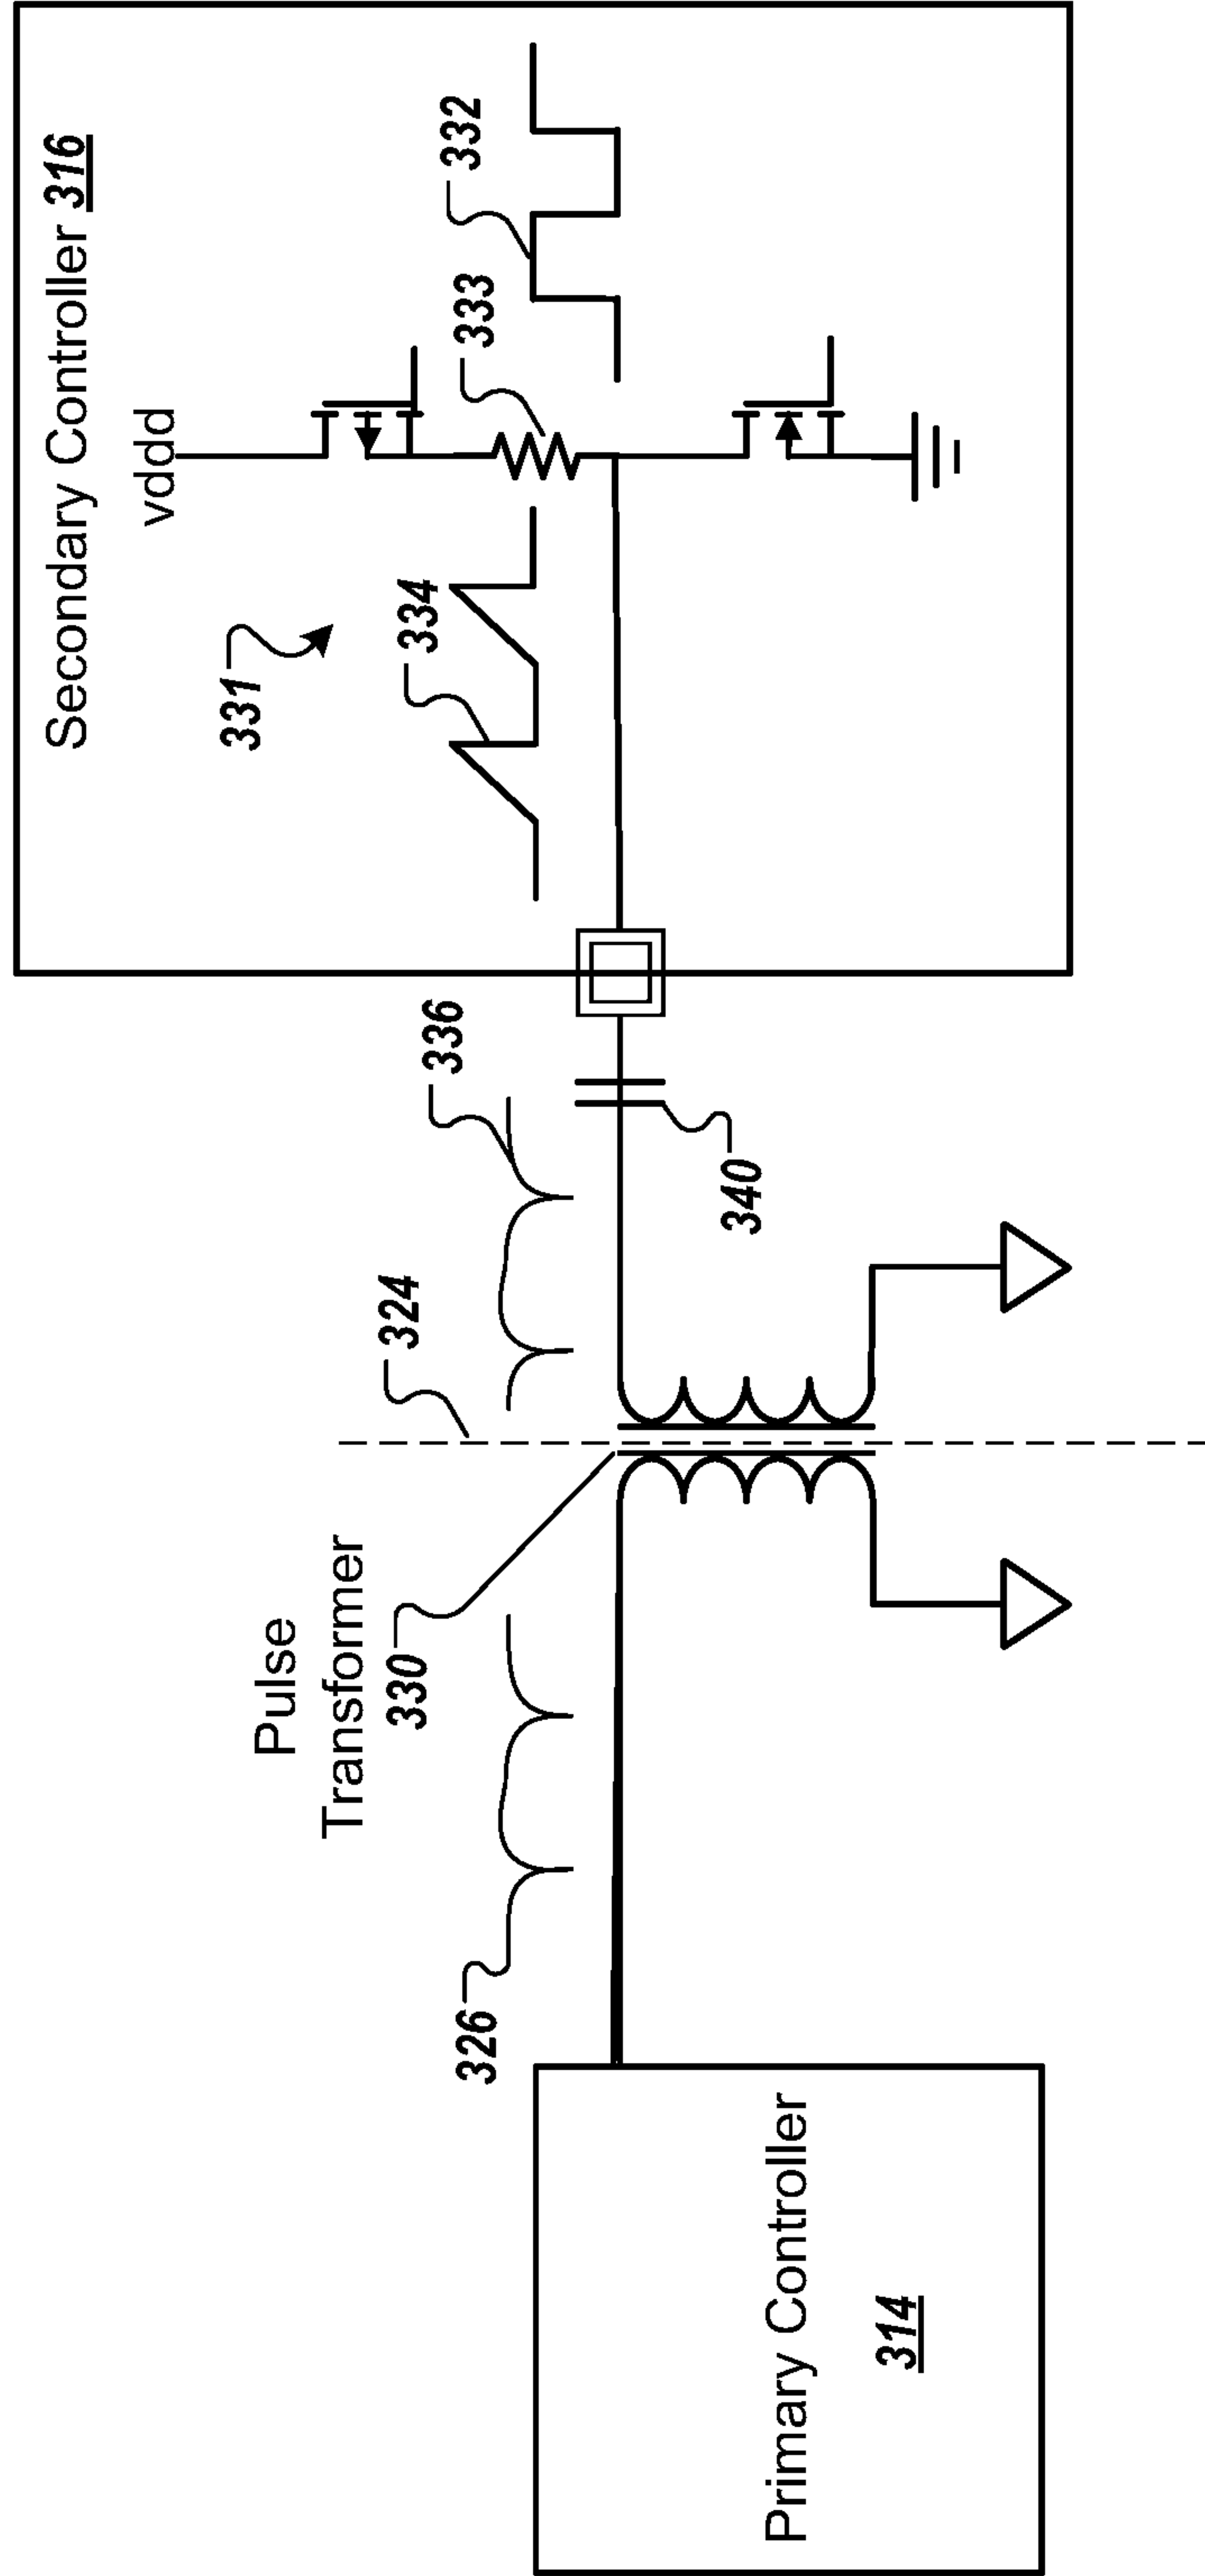 Secondary Controller 316
vddd
331
334
333
332
336
324
340
Pulse
Transformer
330
326
Primary Controller
314